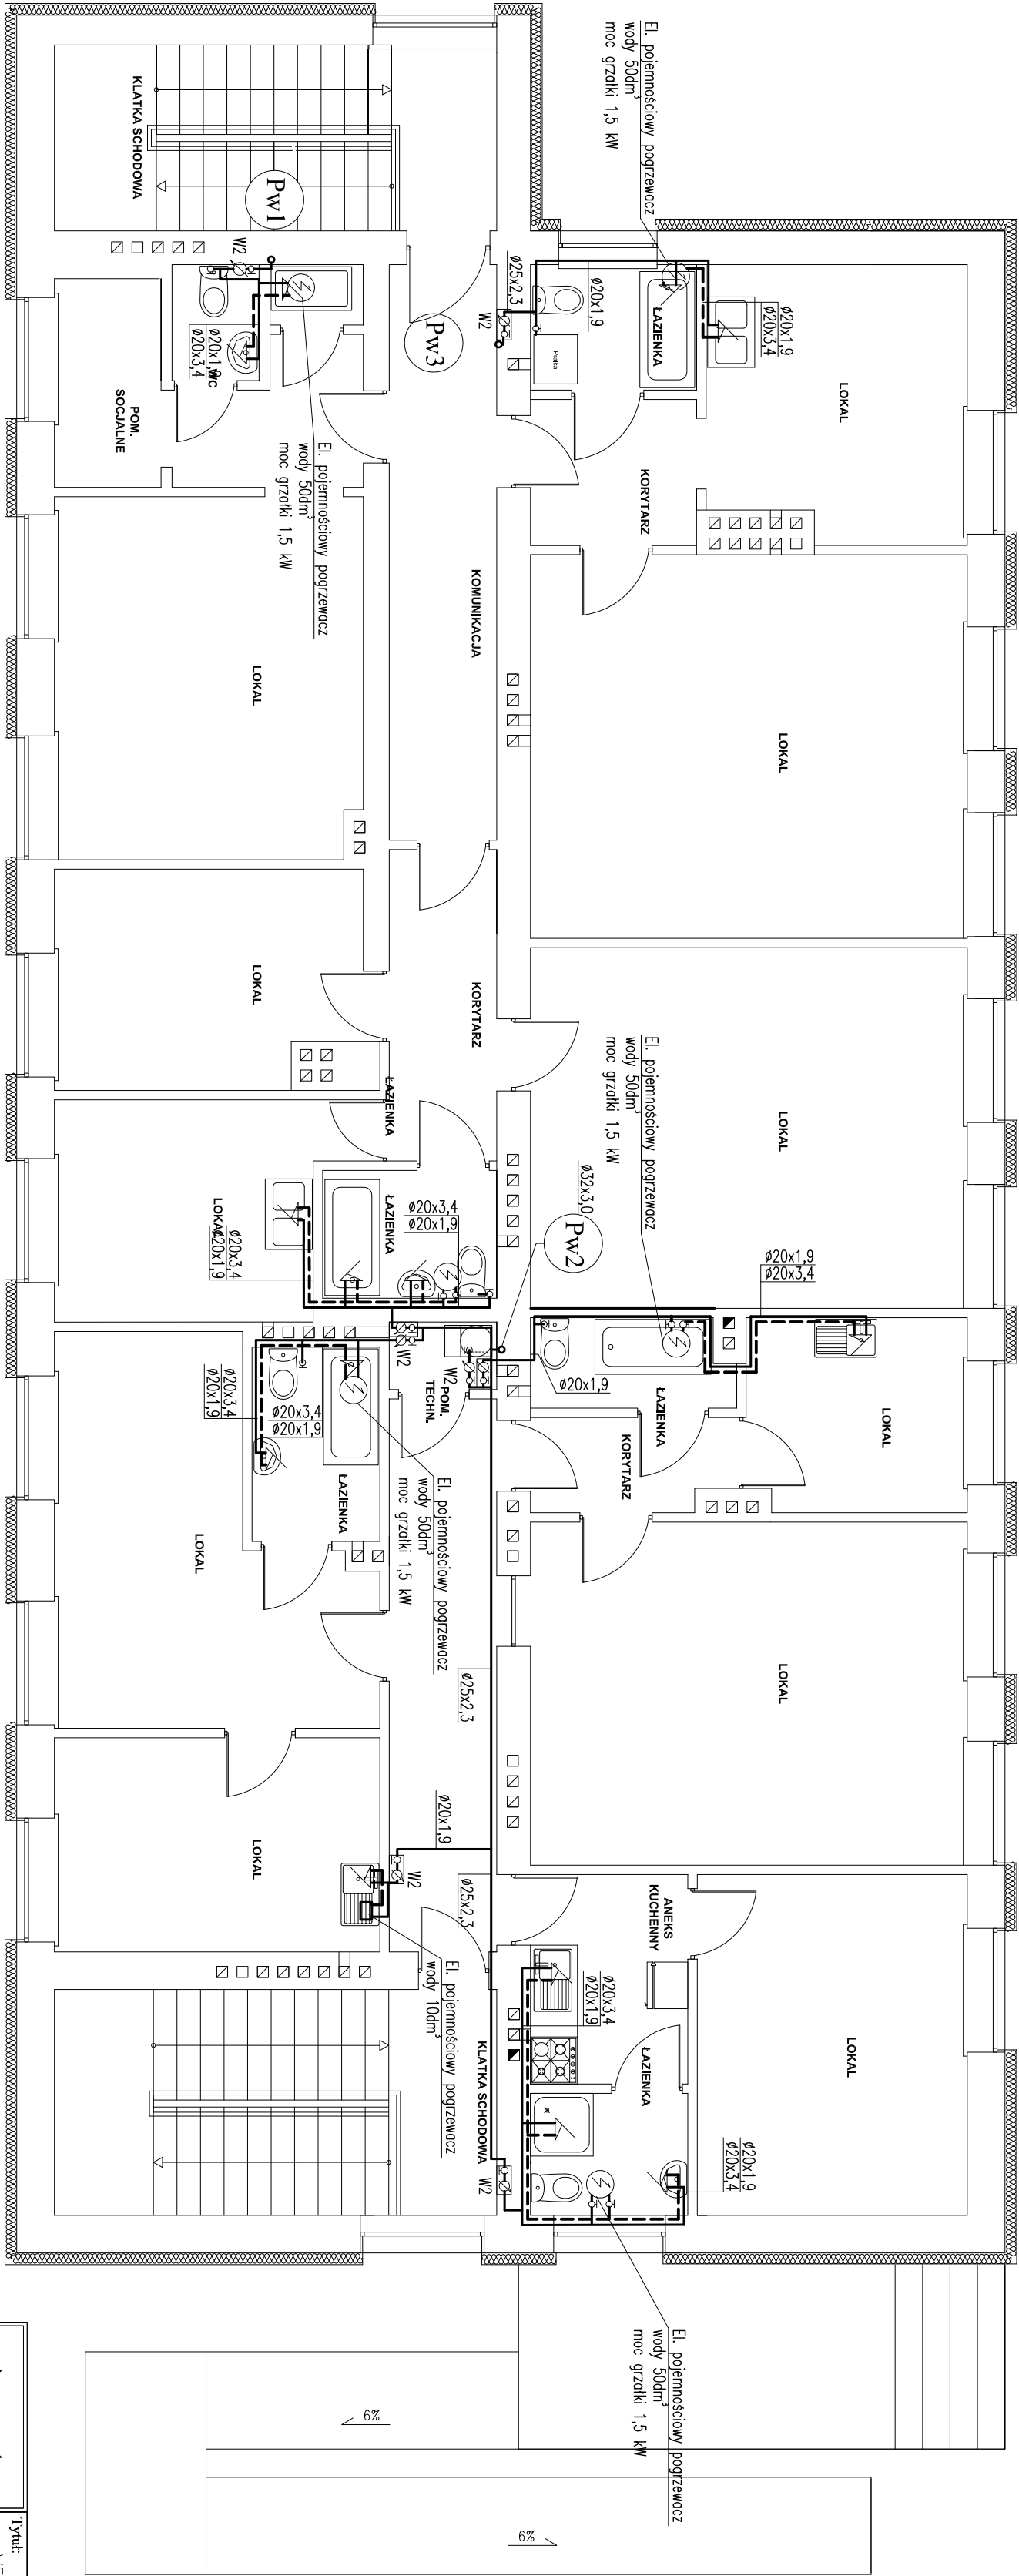 El. pojemnościowy pogrzewacz
wody 50dm³
moc grzałki 1,5 kW
KLATKA SCHODOWA
Pw1
W2
WC
ø20x1,9
ø20x3,4
POM.
SOCJALNE
El. pojemnościowy pogrzewacz
wody 50dm³
moc grzałki 1,5 kW
Pw3
W2
ø25x2,3
ø20x1,9
Pralka
ŁAZIENKA
ø20x1,9
ø20x3,4
LOKAL
KORYTARZ
KOMUNIKACJA
LOKAL
LOKAL
LOKAL
KORYTARZ
LOKAL
El. pojemnościowy pogrzewacz
wody 50dm³
moc grzałki 1,5 kW
ŁAZIENKA
ŁAZIENKA
ø20x3,4
ø20x1,9
LOKAL
ø20x3,4
ø20x1,9
ø32x3,0
Pw2
ø20x1,9
ø20x3,4
W2
W2
POM.
TECHN.
ø20x1,9
ŁAZIENKA
KORYTARZ
LOKAL
ø20x3,4
ø20x1,9
ø20x3,4
ø20x1,9
ŁAZIENKA
El. pojemnościowy pogrzewacz
wody 50dm³
moc grzałki 1,5 kW
LOKAL
ø25x2,3
LOKAL
ø20x1,9
W2
LOKAL
ø25x2,3
El. pojemnościowy pogrzewacz
wody 10dm³
ANEKS
KUCHENNY
ø20x3,4
ø20x1,9
ŁAZIENKA
LOKAL
KLATKA SCHODOWA
W2
ø20x1,9
ø20x3,4
El. pojemnościowy pogrzewacz
wody 50dm³
moc grzałki 1,5 kW
6%
6%
Tytuł: